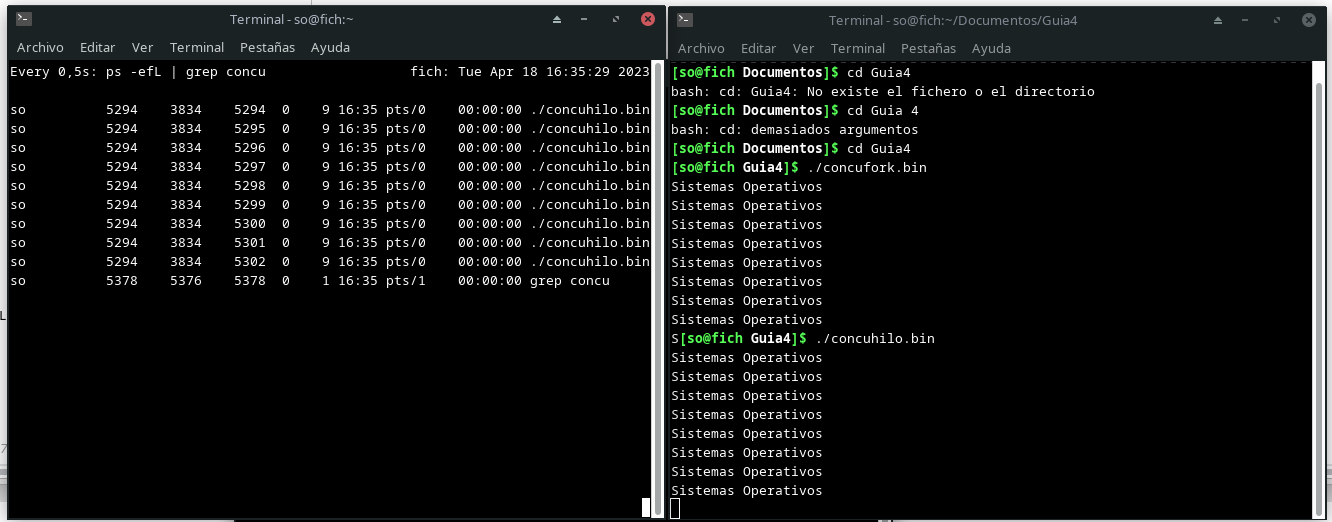 Terminal - so@fich:~
Archivo Editar Ver Terminal Pestañas Ayuda
Every 0,5s: ps -efL | grep concu fich: Tue Apr 18 16:35:29 2023
so 5294 3834 5294 0 9 16:35 pts/0 00:00:00 ./concuhilo.bin
so 5294 3834 5295 0 9 16:35 pts/0 00:00:00 ./concuhilo.bin
so 5294 3834 5296 0 9 16:35 pts/0 00:00:00 ./concuhilo.bin
so 5294 3834 5297 0 9 16:35 pts/0 00:00:00 ./concuhilo.bin
so 5294 3834 5298 0 9 16:35 pts/0 00:00:00 ./concuhilo.bin
so 5294 3834 5299 0 9 16:35 pts/0 00:00:00 ./concuhilo.bin
so 5294 3834 5300 0 9 16:35 pts/0 00:00:00 ./concuhilo.bin
so 5294 3834 5301 0 9 16:35 pts/0 00:00:00 ./concuhilo.bin
so 5294 3834 5302 0 9 16:35 pts/0 00:00:00 ./concuhilo.bin
so 5378 5376 5378 0 1 16:35 pts/1 00:00:00 grep concu
Terminal - so@fich:~/Documentos/Guia4
Archivo Editar Ver Terminal Pestañas Ayuda
[so@fich Documentos]$ cd Guia4
bash: cd: Guia4: No existe el fichero o el directorio
[so@fich Documentos]$ cd Guia 4
bash: cd: demasiados argumentos
[so@fich Documentos]$ cd Guia4
[so@fich Guia4]$ ./concufork.bin
Sistemas Operativos
Sistemas Operativos
Sistemas Operativos
Sistemas Operativos
Sistemas Operativos
Sistemas Operativos
Sistemas Operativos
Sistemas Operativos
S[so@fich Guia4]$ ./concuhilo.bin
Sistemas Operativos
Sistemas Operativos
Sistemas Operativos
Sistemas Operativos
Sistemas Operativos
Sistemas Operativos
Sistemas Operativos
Sistemas Operativos